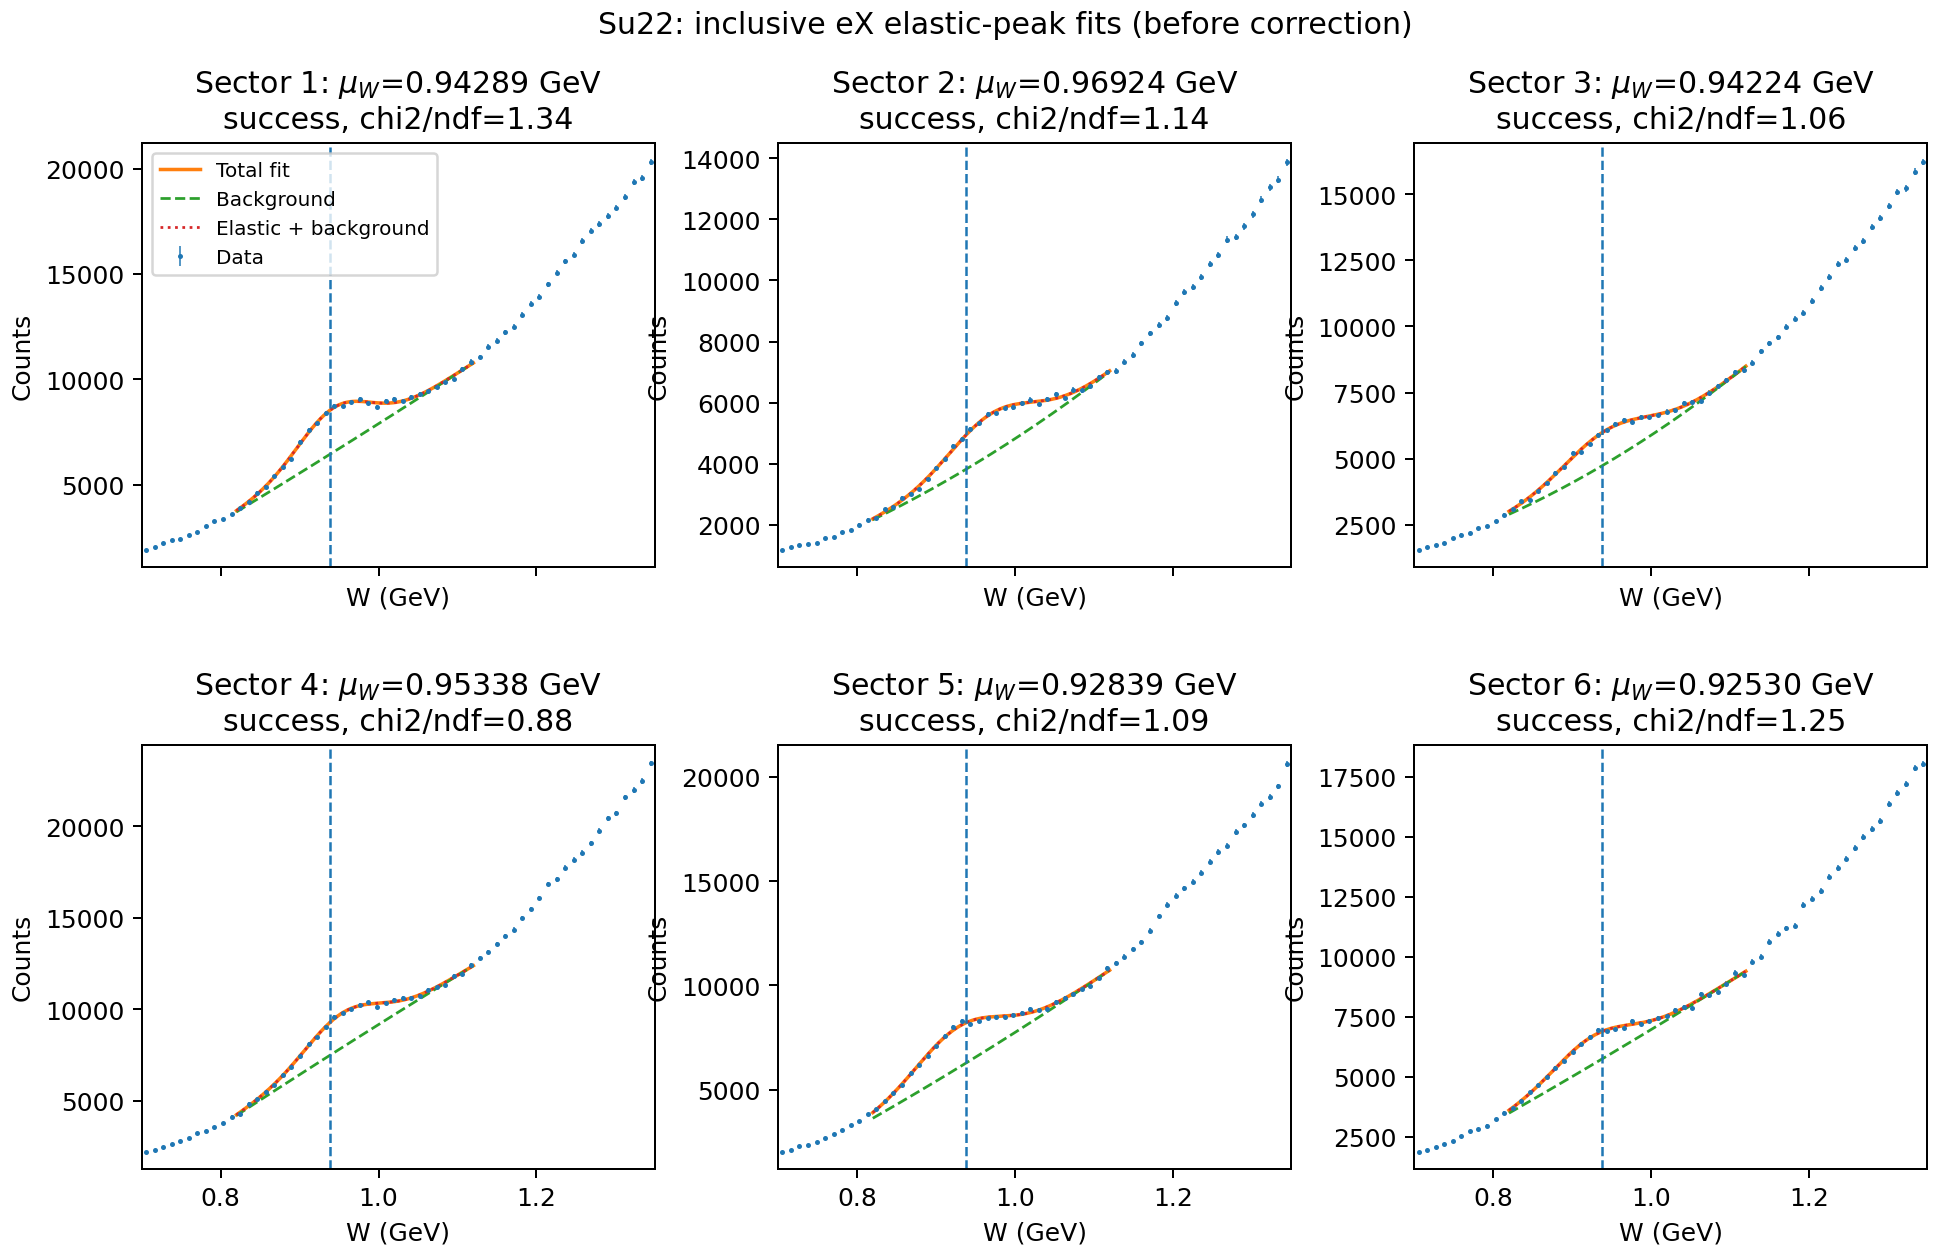 Su22: inclusive eX elastic-peak fits (before correction)
Sector 1: μ_W=0.94289 GeV
success, chi2/ndf=1.34
Counts
20000
15000
10000
5000
Total fit
Background
Elastic + background
Data
W (GeV)
Sector 2: μ_W=0.96924 GeV
success, chi2/ndf=1.14
Counts
14000
12000
10000
8000
6000
4000
2000
W (GeV)
Sector 3: μ_W=0.94224 GeV
success, chi2/ndf=1.06
Counts
15000
12500
10000
7500
5000
2500
W (GeV)
Sector 4: μ_W=0.95338 GeV
success, chi2/ndf=0.88
Counts
20000
15000
10000
5000
0.8 1.0 1.2
W (GeV)
Sector 5: μ_W=0.92839 GeV
success, chi2/ndf=1.09
Counts
20000
15000
10000
5000
0.8 1.0 1.2
W (GeV)
Sector 6: μ_W=0.92530 GeV
success, chi2/ndf=1.25
Counts
17500
15000
12500
10000
7500
5000
2500
0.8 1.0 1.2
W (GeV)